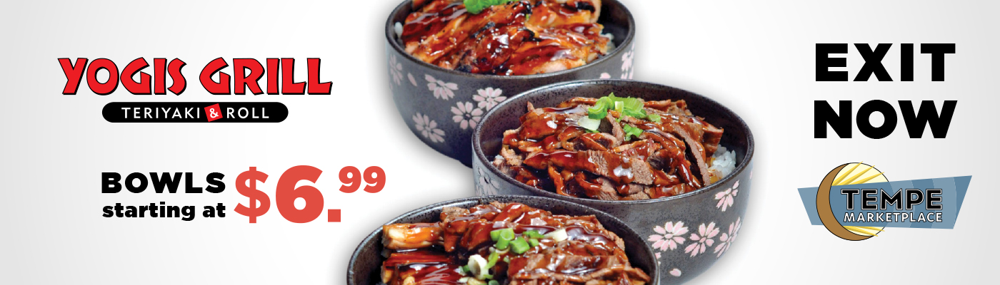 YOGIS GRILL
TERIYAKI & ROLL
BOWLS
starting at
$6.99
EXIT
NOW
TEMPE
MARKETPLACE